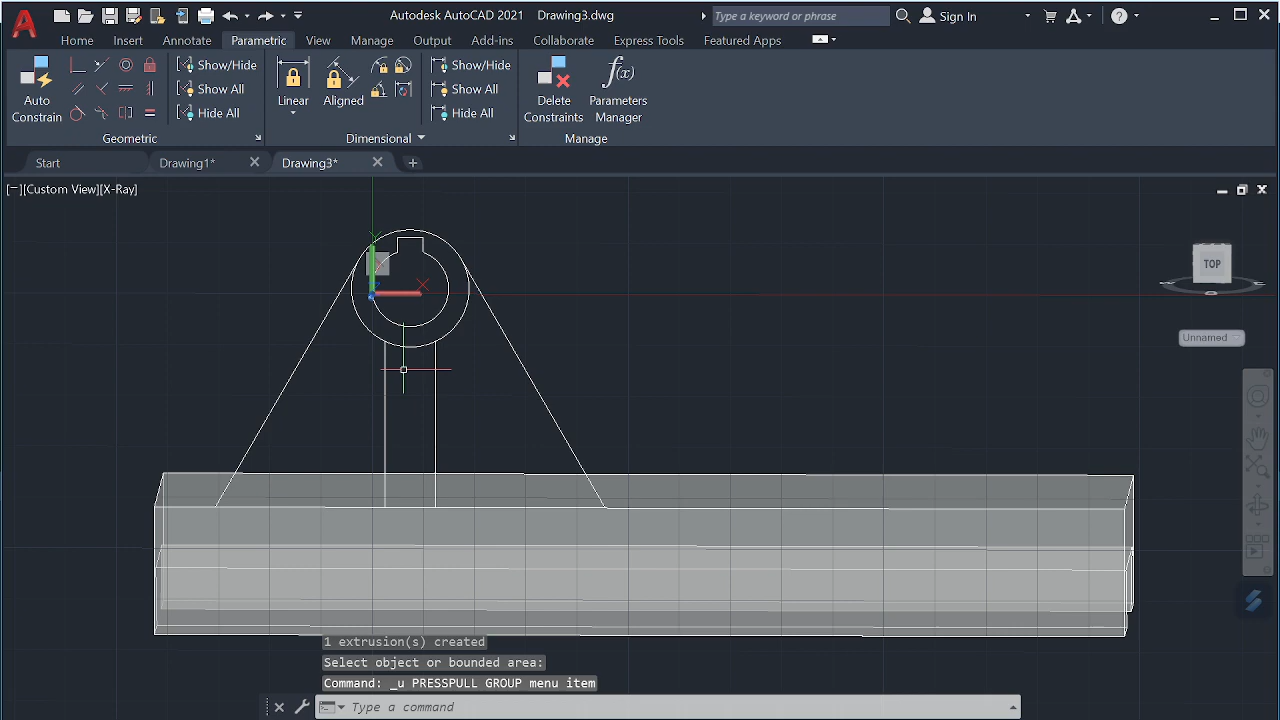 Autodesk AutoCAD 2021 Drawing3.dwg Type a keyword or phrase Sign In
Home Insert Annotate Parametric View Manage Output Add-ins Collaborate Express Tools Featured Apps
Auto Constrain
Show/Hide
Show All
Hide All
Geometric
Linear
Aligned
Show/Hide
Show All
Hide All
Dimensional
Delete Constraints
Parameters Manager
Manage
Start Drawing1* Drawing3*
[−][Custom View][X-Ray]
TOP
Unnamed
Y
X
1 extrusion(s) created
Select object or bounded area:
Command: _u PRESSPULL GROUP menu item
Type a command